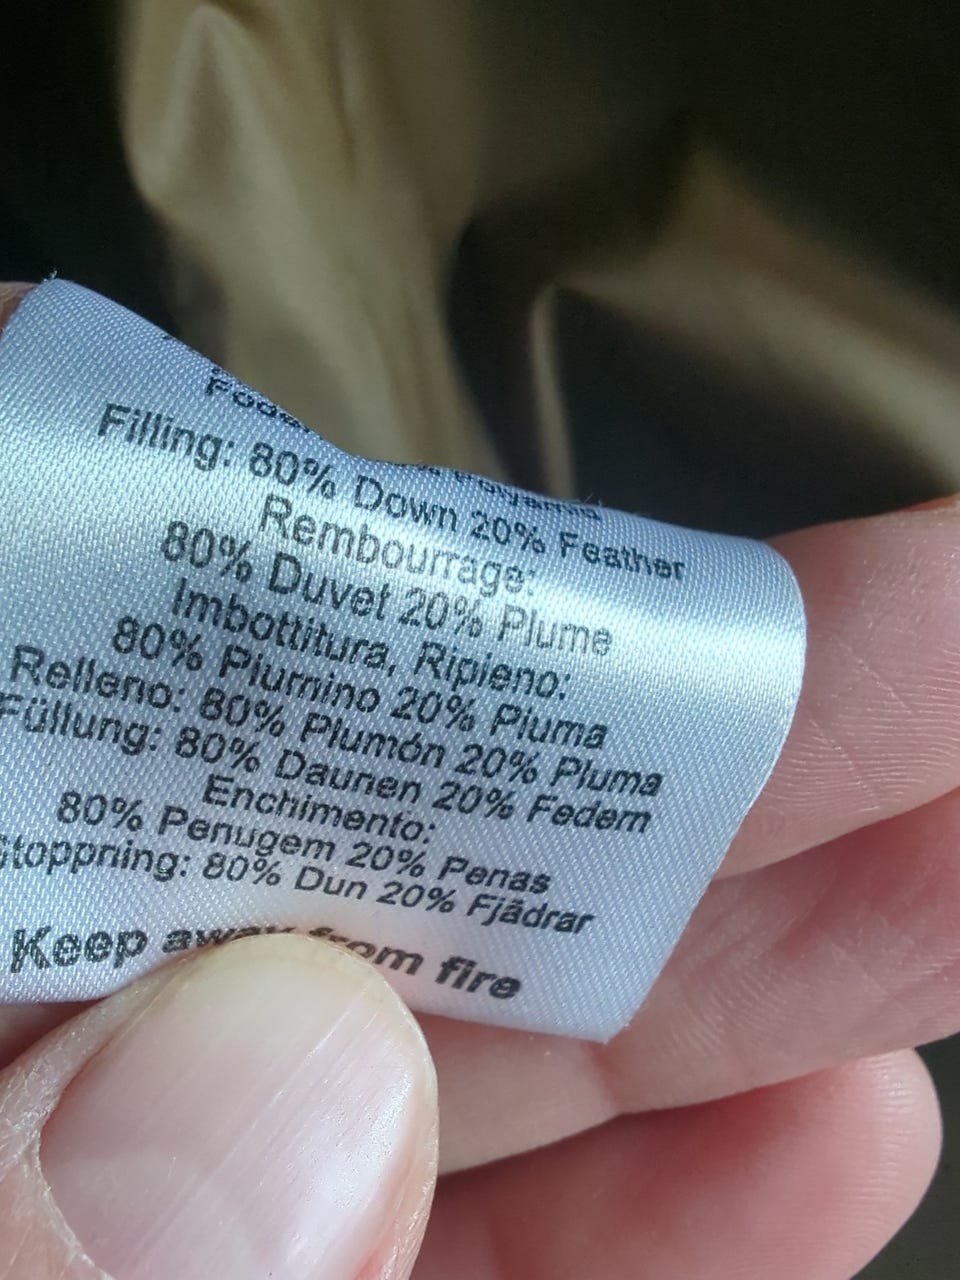 Filling: 80% Down 20% Feather
Rembourrage:
80% Duvet 20% Plume
Imbottitura, Ripieno:
80% Piumino 20% Piuma
Relleno: 80% Plumón 20% Pluma
Füllung: 80% Daunen 20% Federn
Enchimento:
80% Penugem 20% Penas
Stoppning: 80% Dun 20% Fjädrar
Keep away from fire